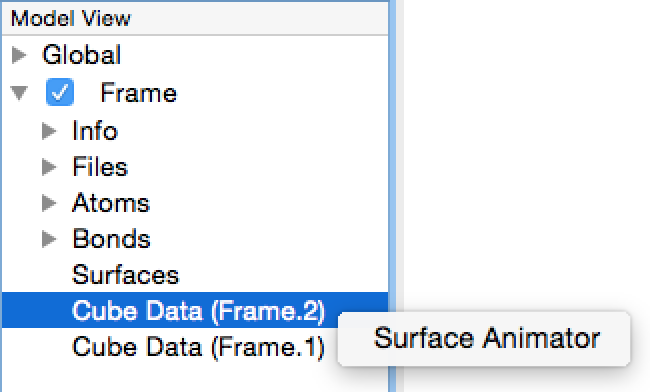 Model View
Global
Frame
Info
Files
Atoms
Bonds
Surfaces
Cube Data (Frame.2)
Surface Animator
Cube Data (Frame.1)